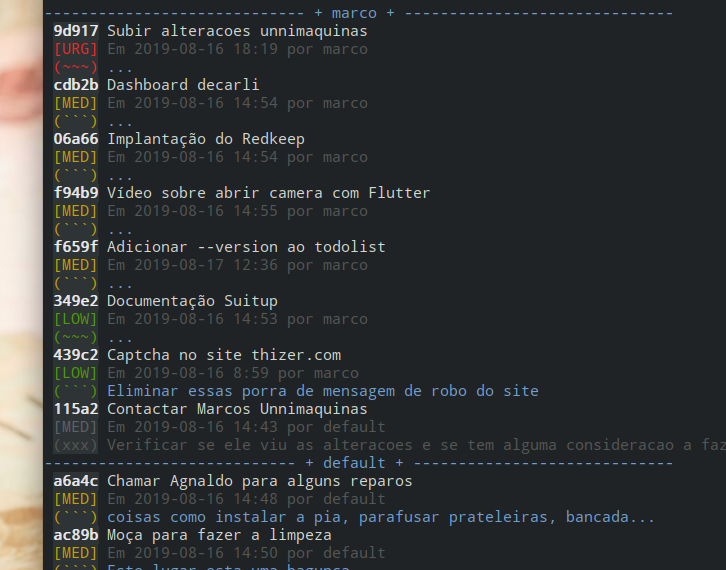 ----------------------------- + marco + ------------------------------
9d917 Subir alteracoes unnimaquinas
[URG] Em 2019-08-16 18:19 por marco
(~~~) ...
cdb2b Dashboard decarli
[MED] Em 2019-08-16 14:54 por marco
(```) ...
06a66 Implantação do Redkeep
[MED] Em 2019-08-16 14:54 por marco
(```) ...
f94b9 Vídeo sobre abrir camera com Flutter
[MED] Em 2019-08-16 14:55 por marco
(```) ...
f659f Adicionar --version ao todolist
[MED] Em 2019-08-17 12:36 por marco
(```) ...
349e2 Documentação Suitup
[LOW] Em 2019-08-16 14:53 por marco
(~~~) ...
439c2 Captcha no site thizer.com
[LOW] Em 2019-08-16 8:59 por marco
(```) Eliminar essas porra de mensagem de robo do site
115a2 Contactar Marcos Unnimaquinas
[MED] Em 2019-08-16 14:43 por default
(xxx) Verificar se ele viu as alteracoes e se tem alguma consideracao a faz
---------------------------- + default + -----------------------------
a6a4c Chamar Agnaldo para alguns reparos
[MED] Em 2019-08-16 14:48 por default
(```) coisas como instalar a pia, parafusar prateleiras, bancada...
ac89b Moça para fazer a limpeza
[MED] Em 2019-08-16 14:50 por default
(```) Este lugar esta uma bagunca